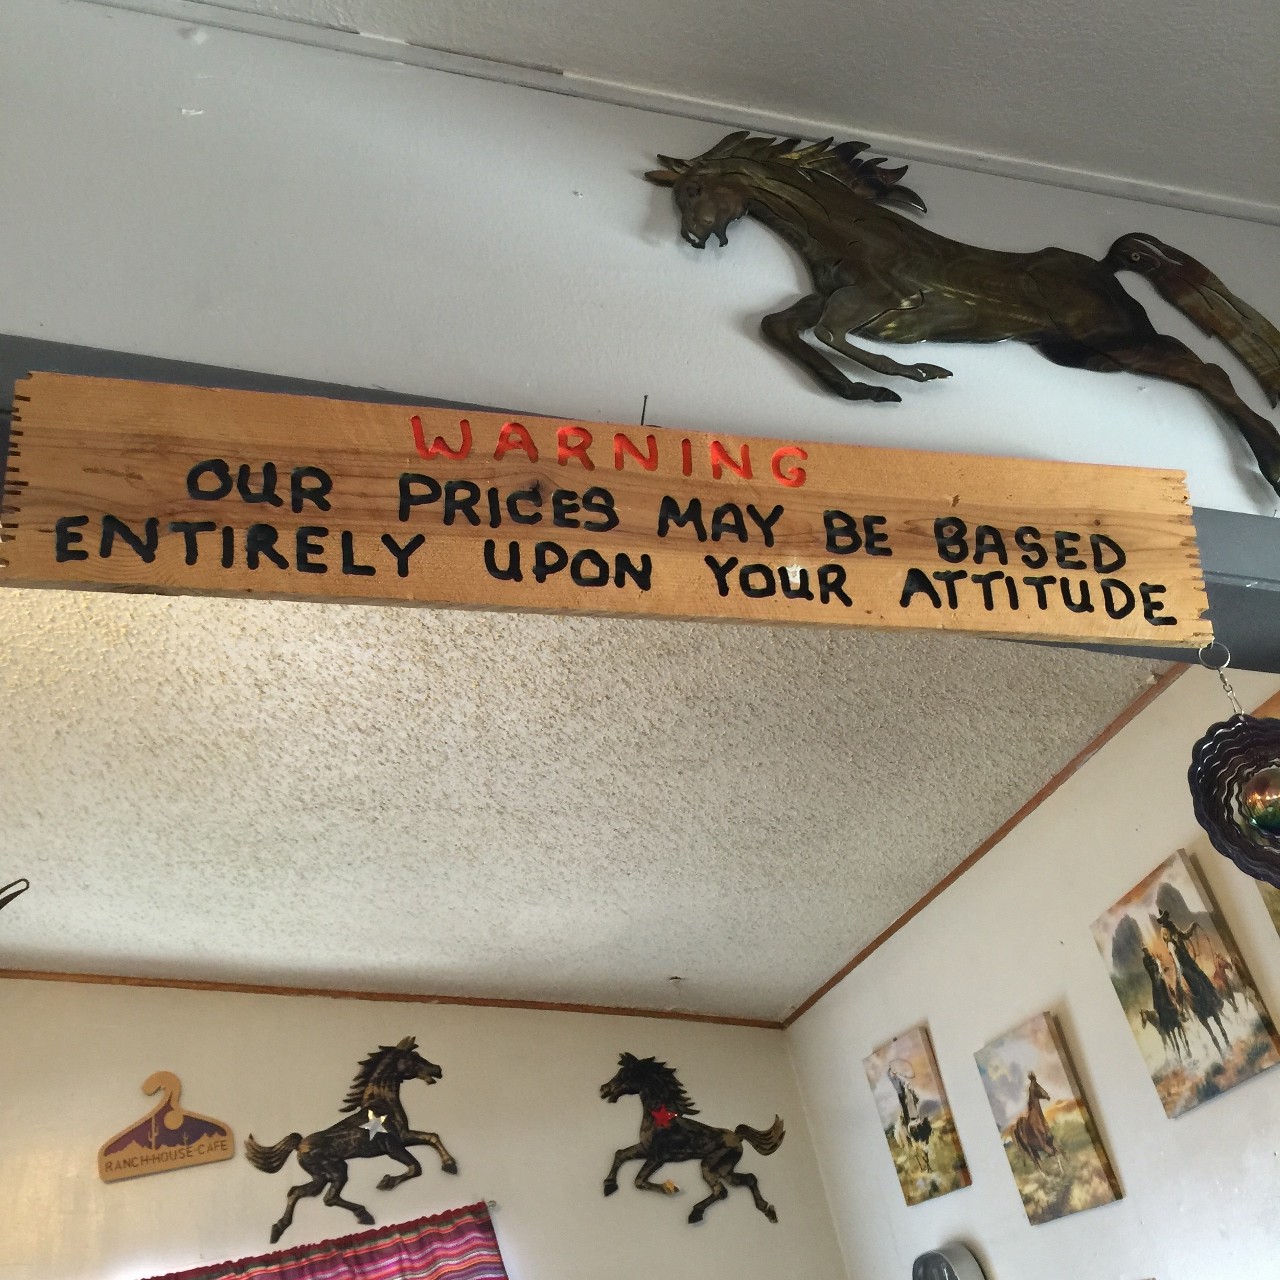 WARNING
OUR PRICES MAY BE BASED
ENTIRELY UPON YOUR ATTITUDE
RANCH-HOUSE-CAFE